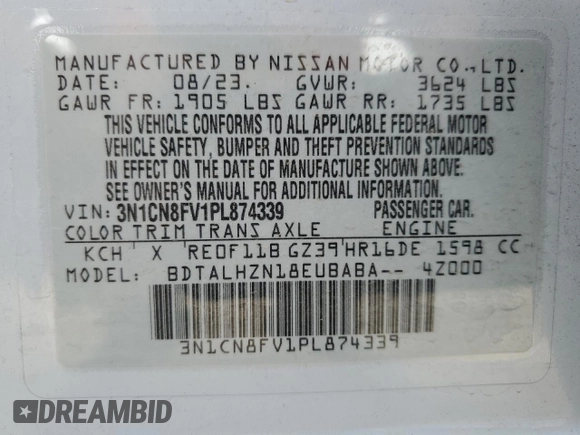 MANUFACTURED BY NISSAN MOTOR CO.,LTD.
DATE: 08/23. GVWR: 3624 LBS
GAWR FR: 1905 LBS GAWR RR: 1735 LBS
THIS VEHICLE CONFORMS TO ALL APPLICABLE FEDERAL MOTOR
VEHICLE SAFETY, BUMPER AND THEFT PREVENTION STANDARDS
IN EFFECT ON THE DATE OF MANUFACTURE SHOWN ABOVE.
SEE OWNER'S MANUAL FOR ADDITIONAL INFORMATION.
VIN: 3N1CN8FV1PL874339 PASSENGER CAR.
COLOR TRIM TRANS AXLE ENGINE
KCH X RE0F11B GZ39 HR16DE 1598 CC
MODEL: BDTALHZN18EUBABA-- 4Z000
3N1CN8FV1PL874339
DREAMBID